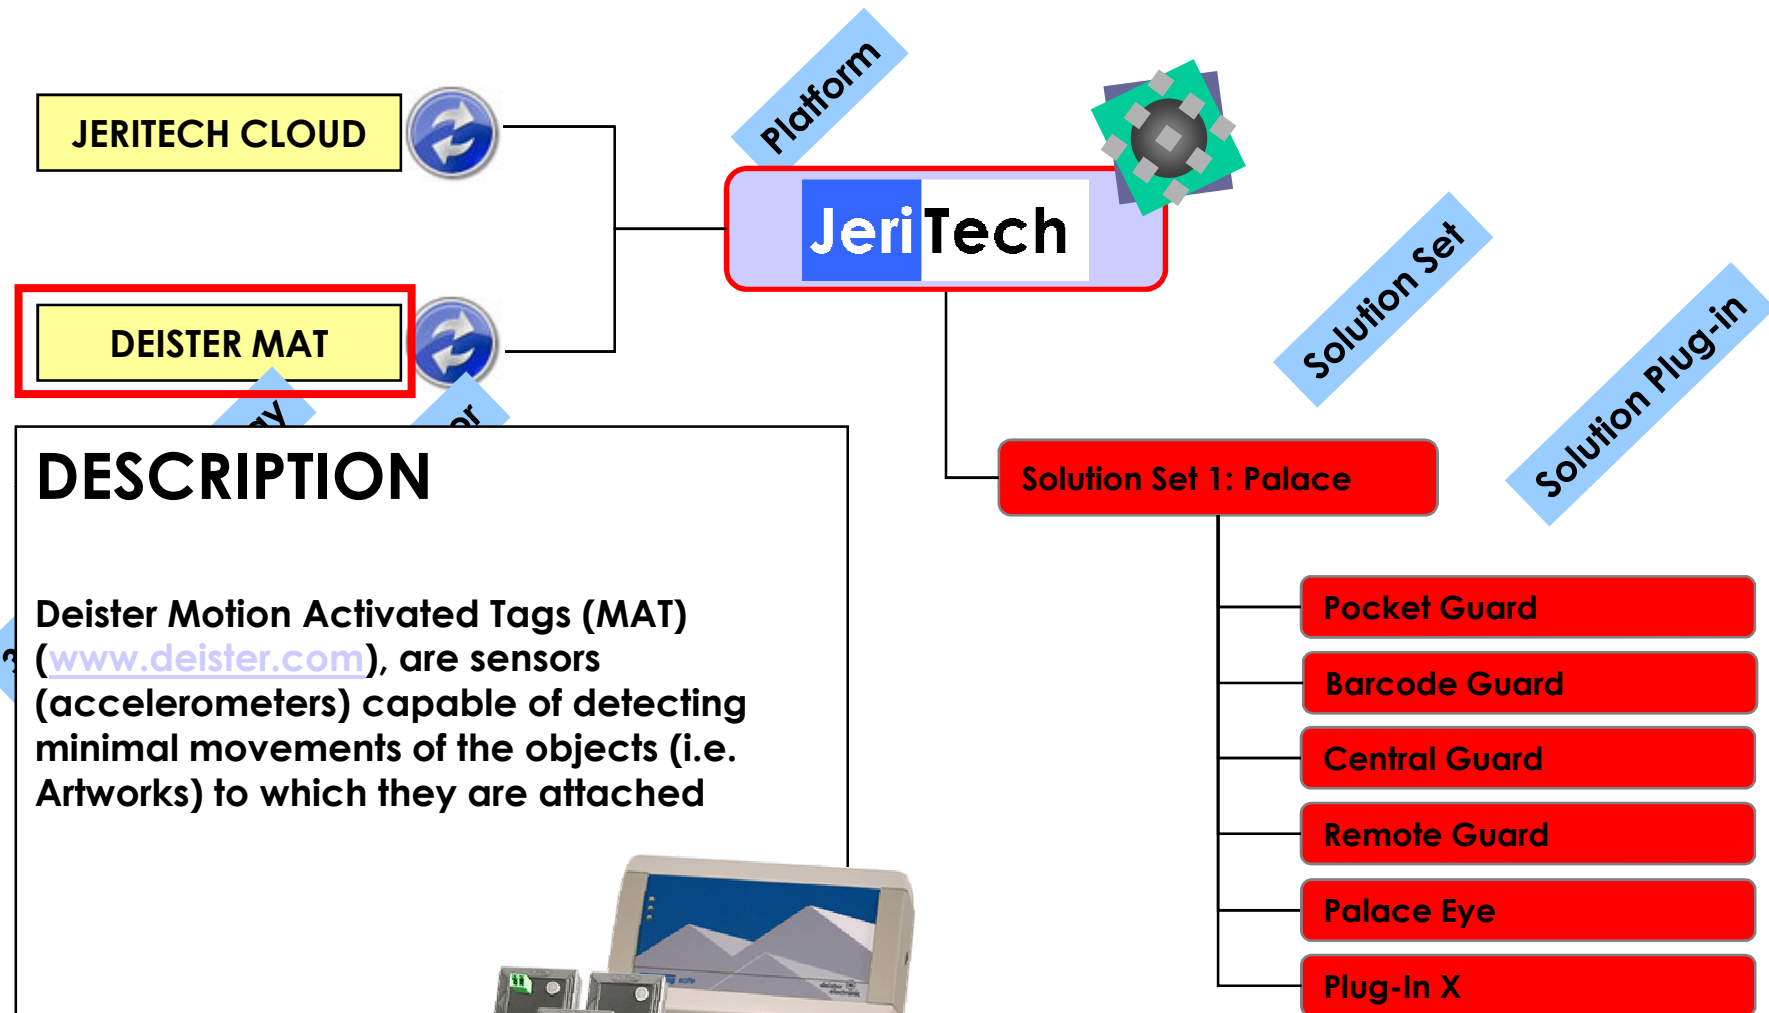 Platform
JERITECH CLOUD
JeriTech
Solution Set
Solution Plug-in
DEISTER MAT
DESCRIPTION
Deister Motion Activated Tags (MAT)
(www.deister.com), are sensors
(accelerometers) capable of detecting
minimal movements of the objects (i.e.
Artworks) to which they are attached
Solution Set 1: Palace
Pocket Guard
Barcode Guard
Central Guard
Remote Guard
Palace Eye
Plug-In X